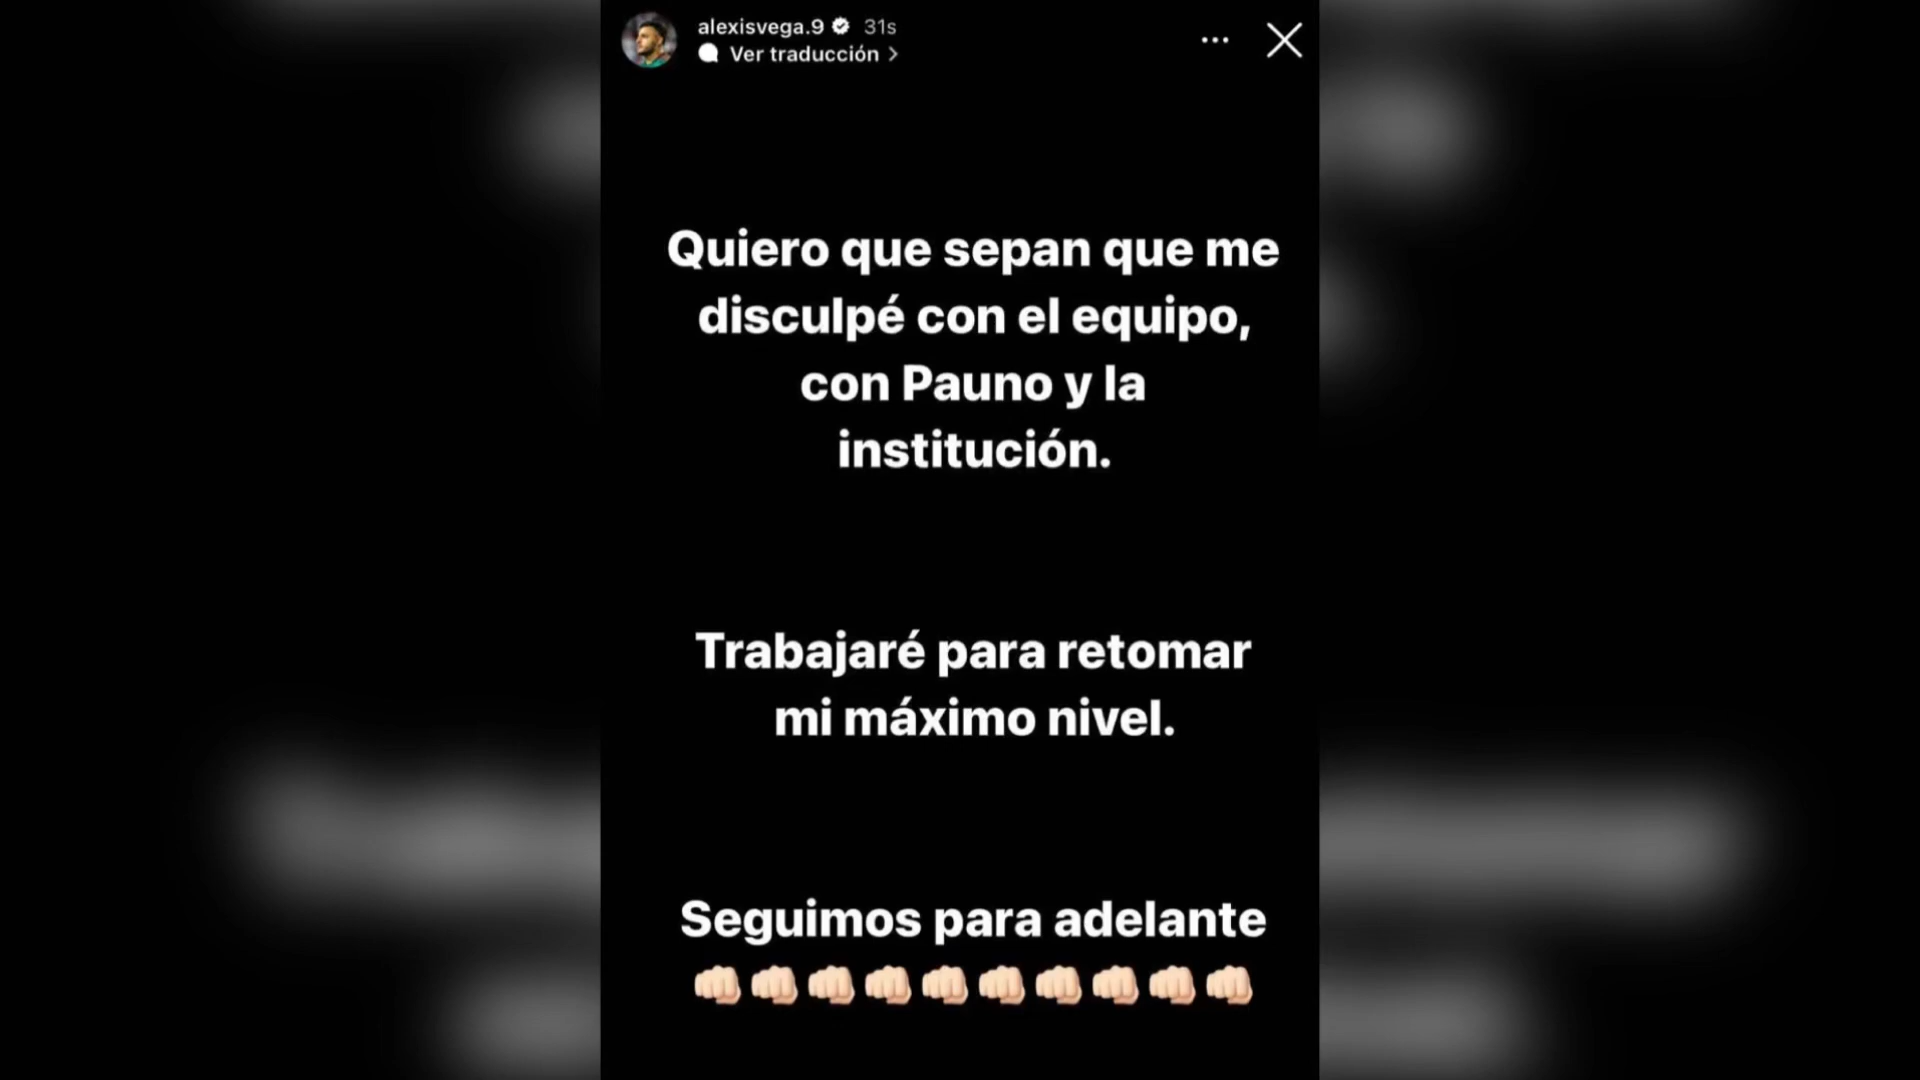 alexisvega.9 31s
Ver traducción
Quiero que sepan que me
disculpé con el equipo,
con Pauno y la
institución.
Trabajaré para retomar
mi máximo nivel.
Seguimos para adelante
👊🏻👊🏻👊🏻👊🏻👊🏻👊🏻👊🏻👊🏻👊🏻👊🏻